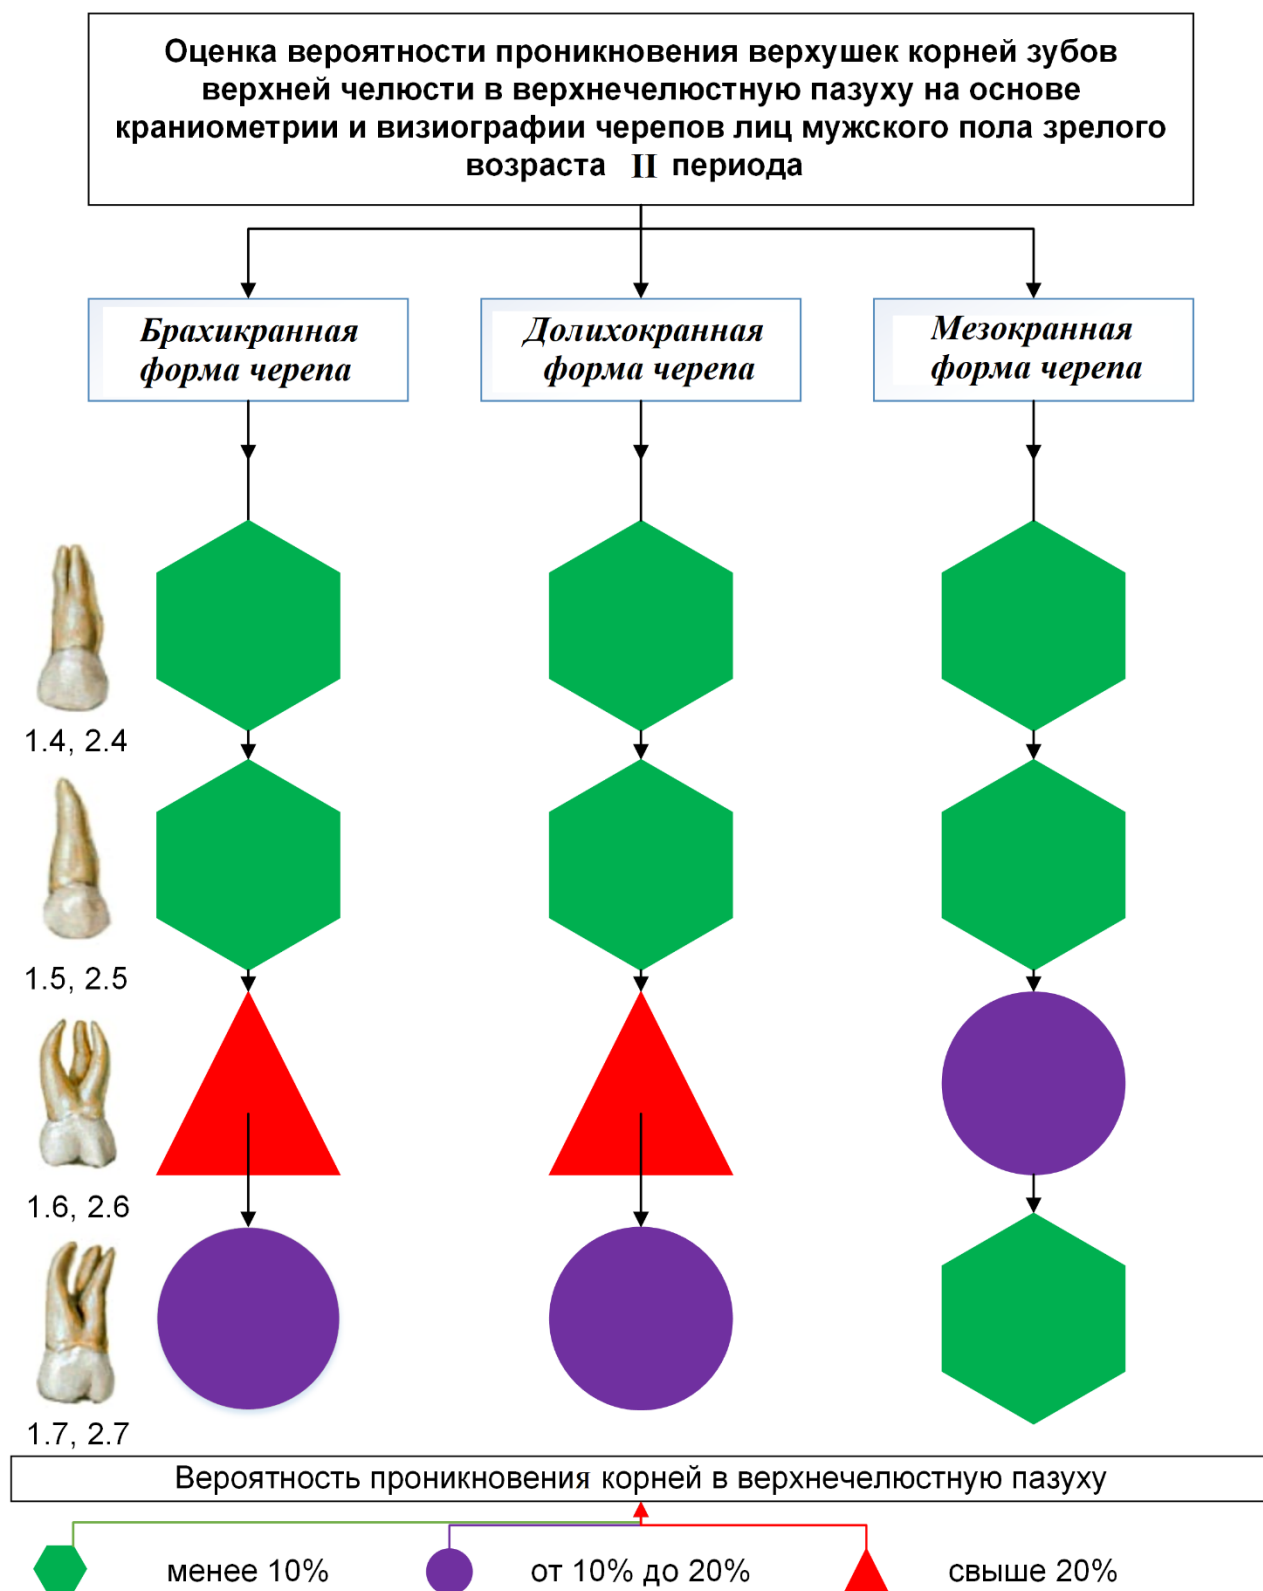 Оценка вероятности проникновения верхушек корней зубов
верхней челюсти в верхнечелюстную пазуху на основе
краниометрии и визиографии черепов лиц мужского пола зрелого
возраста II периода
Брахикранная
форма черепа
Долихокранная
форма черепа
Мезокранная
форма черепа
1.4, 2.4
1.5, 2.5
1.6, 2.6
1.7, 2.7
Вероятность проникновения корней в верхнечелюстную пазуху
менее 10%
от 10% до 20%
свыше 20%